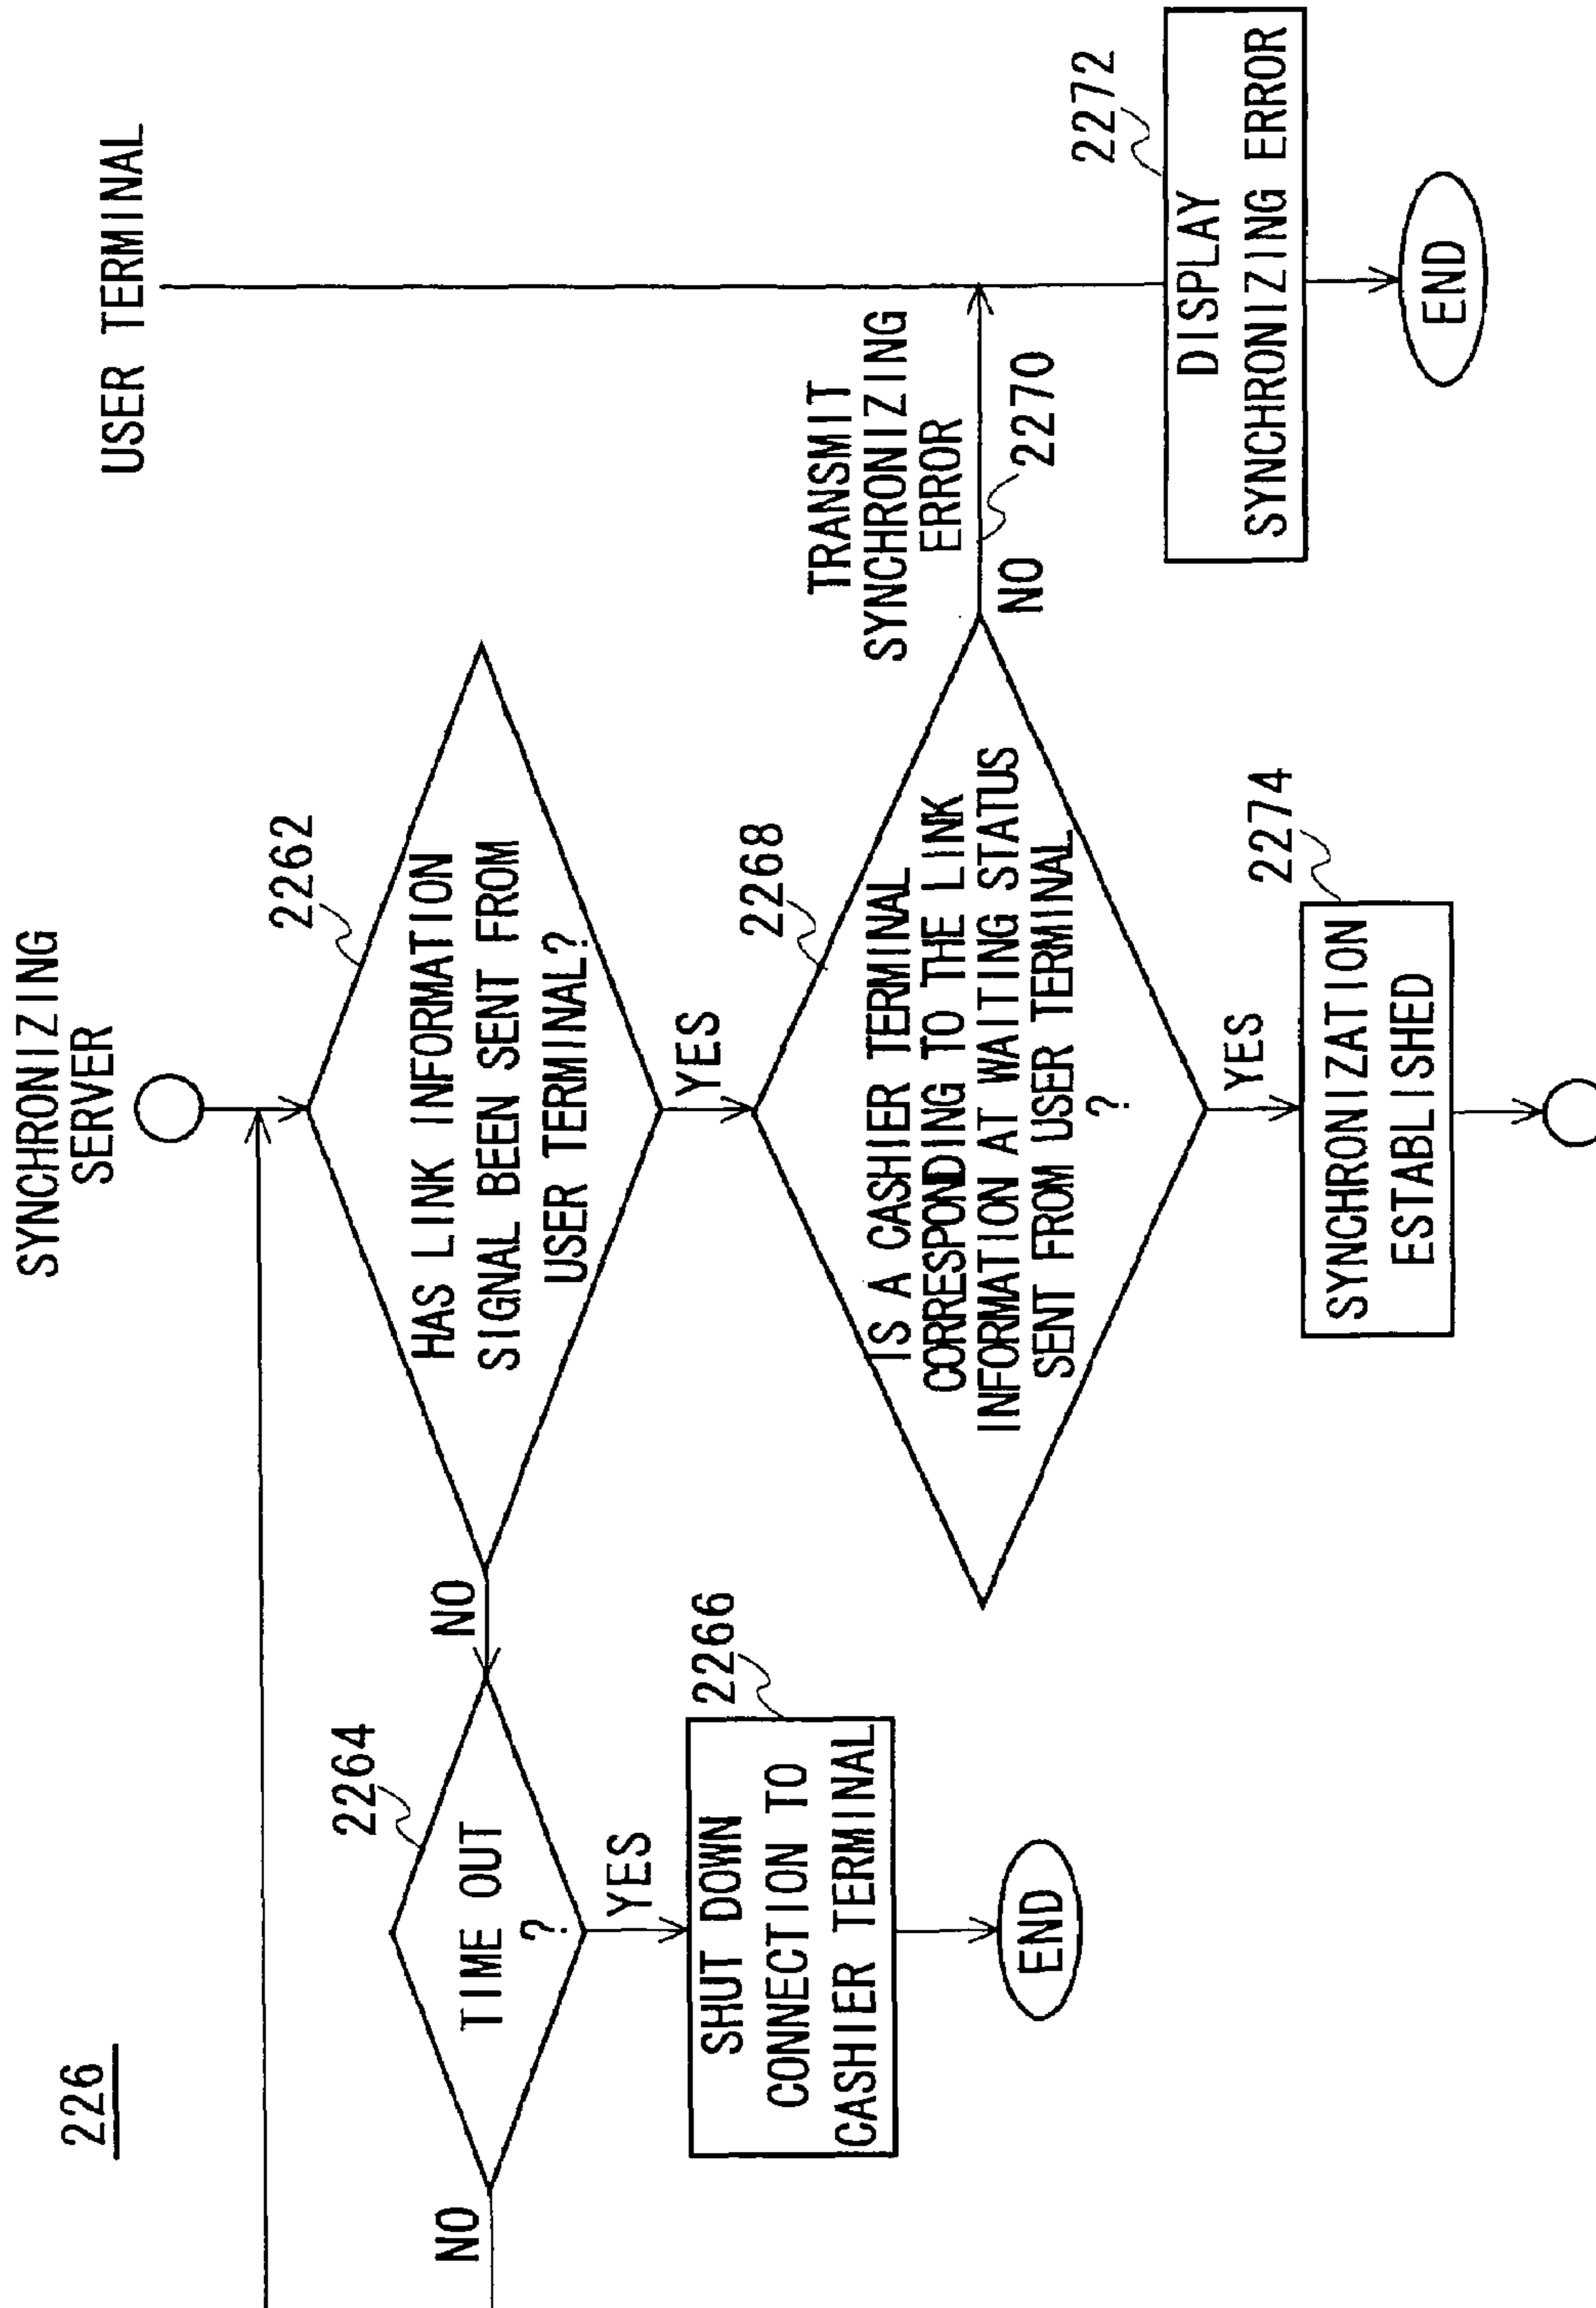 226
SYNCHRONIZING
SERVER
USER TERMINAL
2262
HAS LINK INFORMATION
SIGNAL BEEN SENT FROM
USER TERMINAL?
NO
YES
2264
TIME OUT
?
NO
YES
2266
SHUT DOWN
CONNECTION TO
CASHIER TERMINAL
END
2268
IS A CASHIER TERMINAL
CORRESPONDING TO THE LINK
INFORMATION AT WAITING STATUS
SENT FROM USER TERMINAL
?
NO
YES
TRANSMIT
SYNCHRONIZING
ERROR
2270
2272
DISPLAY
SYNCHRONIZING ERROR
END
2274
SYNCHRONIZATION
ESTABLISHED